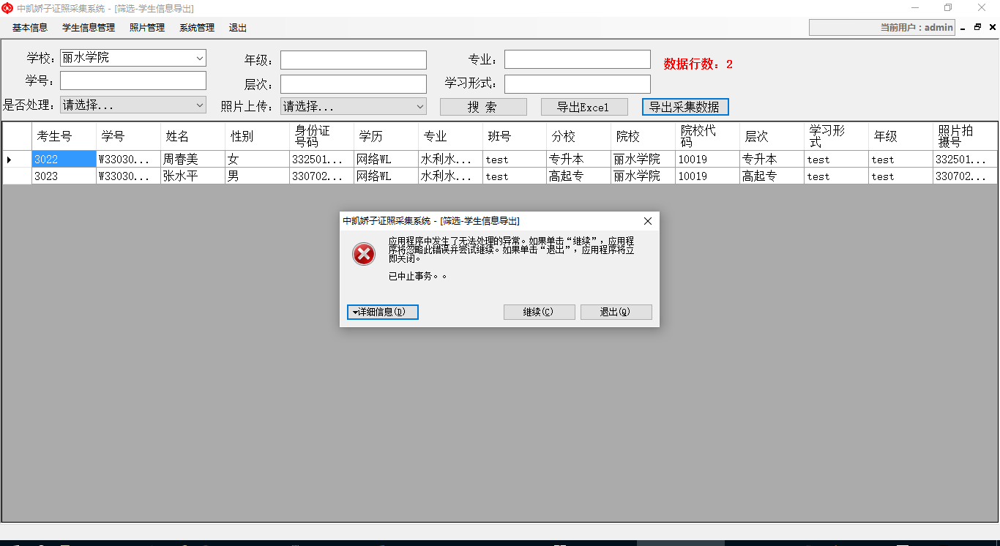 中凯娇子证照采集系统 - [筛选-学生信息导出]
基本信息 学生信息管理 照片管理 系统管理 退出 当前用户：admin
学校： 丽水学院 年级： 专业： 数据行数：2
学号： 层次： 学习形式：
是否处理： 请选择... 照片上传： 请选择... 搜 索 导出Excel 导出采集数据
考生号 学号 姓名 性别 身份证号码 学历 专业 班号 分校 院校 院校代码 层次 学习形式 年级 照片拍摄号
3022 W33030... 周春美 女 332501... 网络WL 水利水... test 专升本 丽水学院 10019 专升本 test test 332501...
3023 W33030... 张水平 男 330702... 网络WL 水利水... test 高起专 丽水学院 10019 高起专 test test 330702...
中凯娇子证照采集系统 - [筛选-学生信息导出]
应用程序中发生了无法处理的异常。如果单击“继续”，应用程
序将忽略此错误并尝试继续。如果单击“退出”，应用程序将立
即关闭。
已中止事务。。
详细信息(D) 继续(C) 退出(Q)